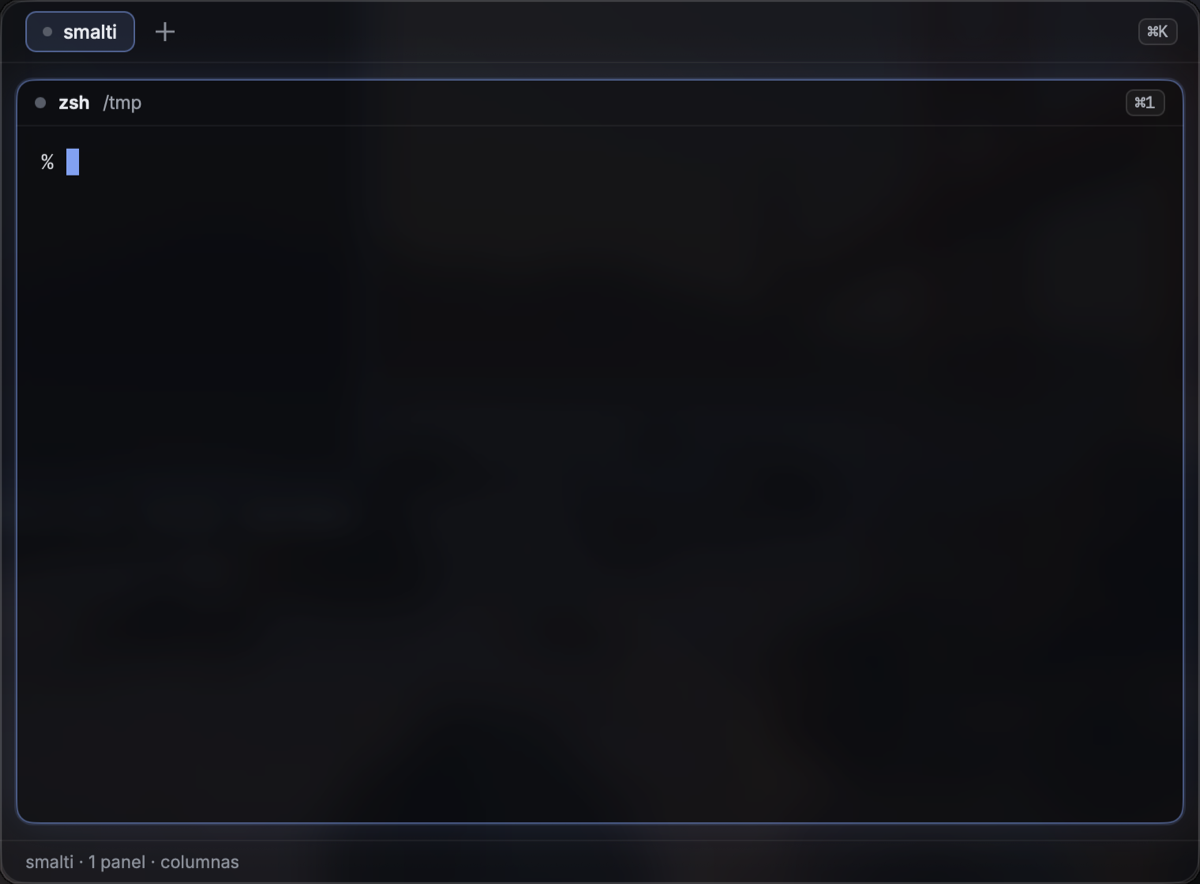 smalti + ⌘K
zsh /tmp ⌘1
%
smalti · 1 panel · columnas